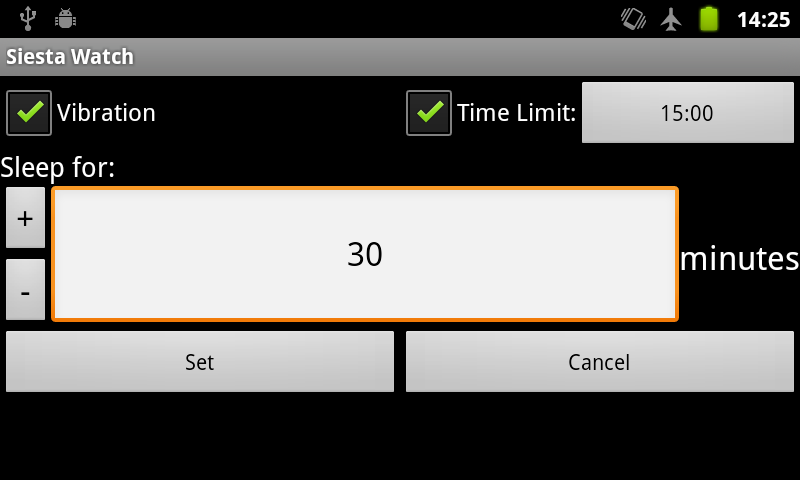 14:25
Siesta Watch
Vibration
Time Limit:
15:00
Sleep for:
+
30
minutes
-
Set
Cancel